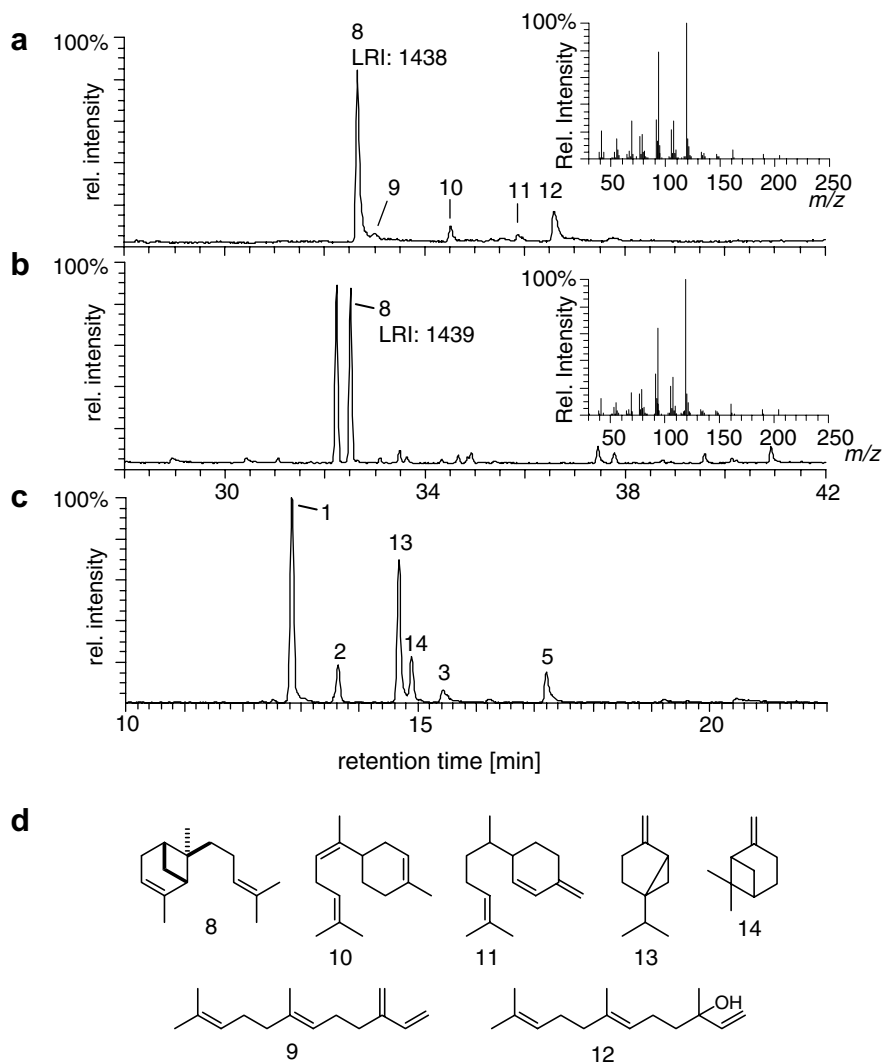 a
100%
8
LRI: 1438
9
10
11
12
rel. intensity
100%
Rel. Intensity
50 100 150 200 250
m/z
b
100%
8
LRI: 1439
rel. intensity
100%
Rel. Intensity
50 100 150 200 250
m/z
30 34 38 42
c
100%
1
2
13
14
3
5
rel. intensity
10 15 20
retention time [min]
d
8
10
11
13
14
OH
9
12